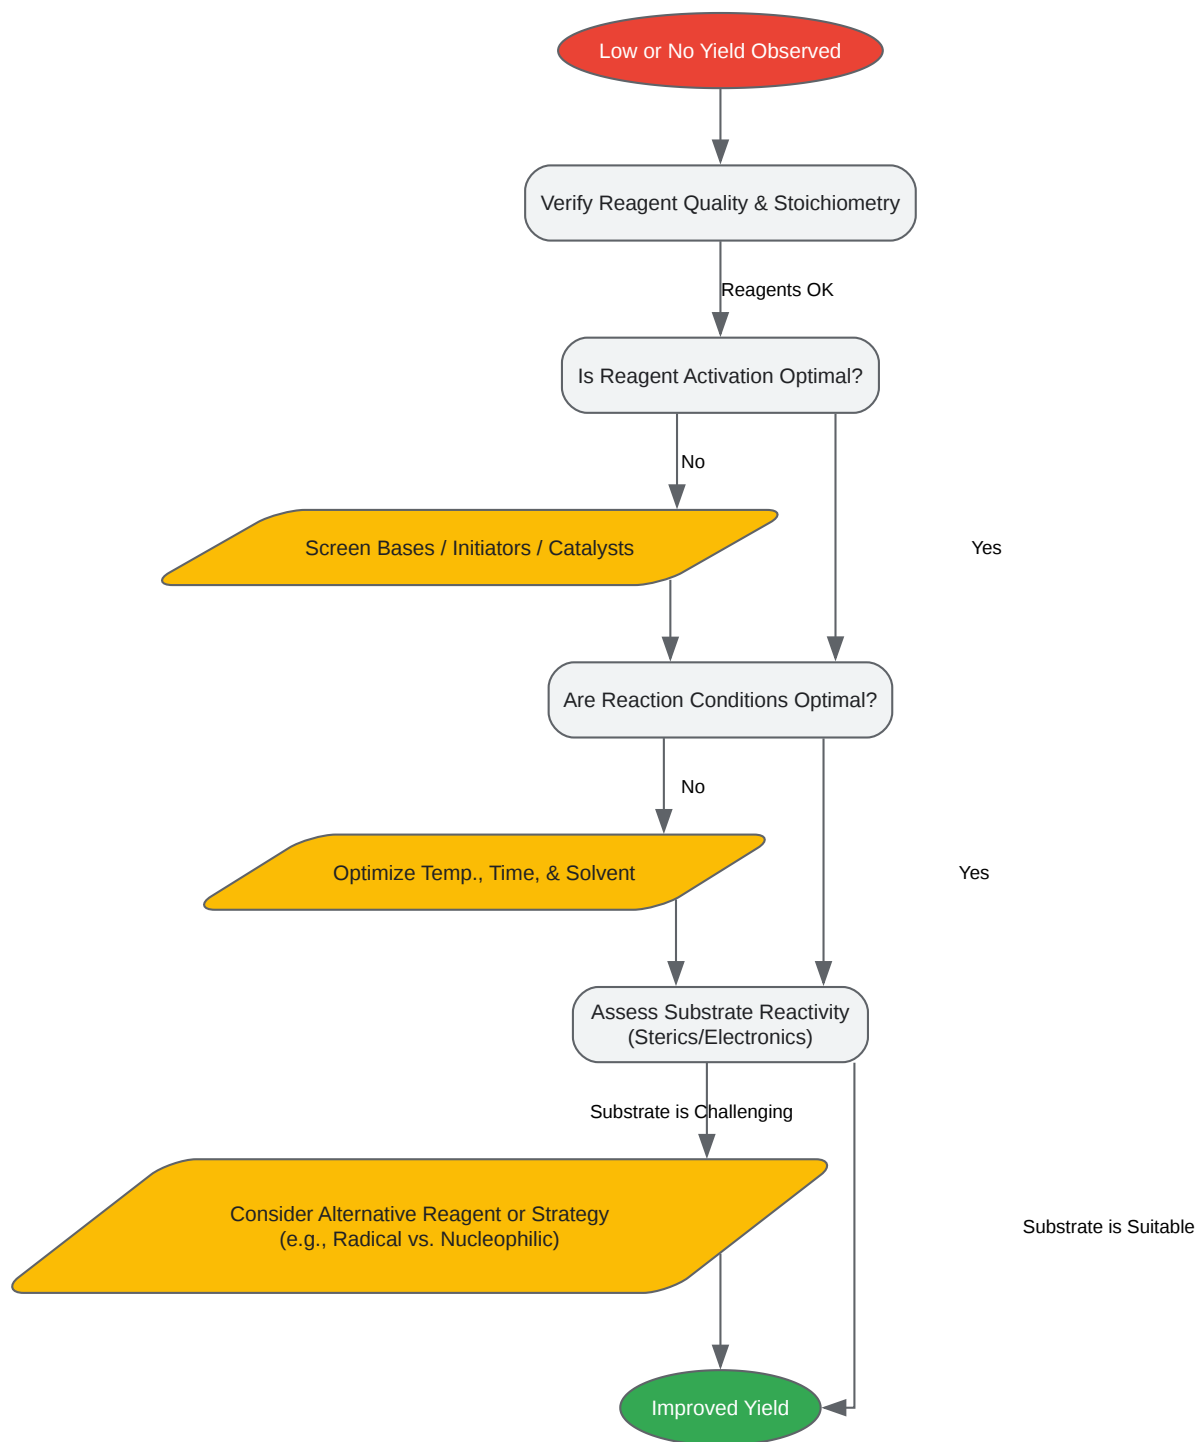 Low or No Yield Observed
Verify Reagent Quality & Stoichiometry
Reagents OK
Is Reagent Activation Optimal?
No
Screen Bases / Initiators / Catalysts
Yes
Are Reaction Conditions Optimal?
No
Optimize Temp., Time, & Solvent
Yes
Assess Substrate Reactivity
(Sterics/Electronics)
Substrate is Challenging
Consider Alternative Reagent or Strategy
(e.g., Radical vs. Nucleophilic)
Substrate is Suitable
Improved Yield